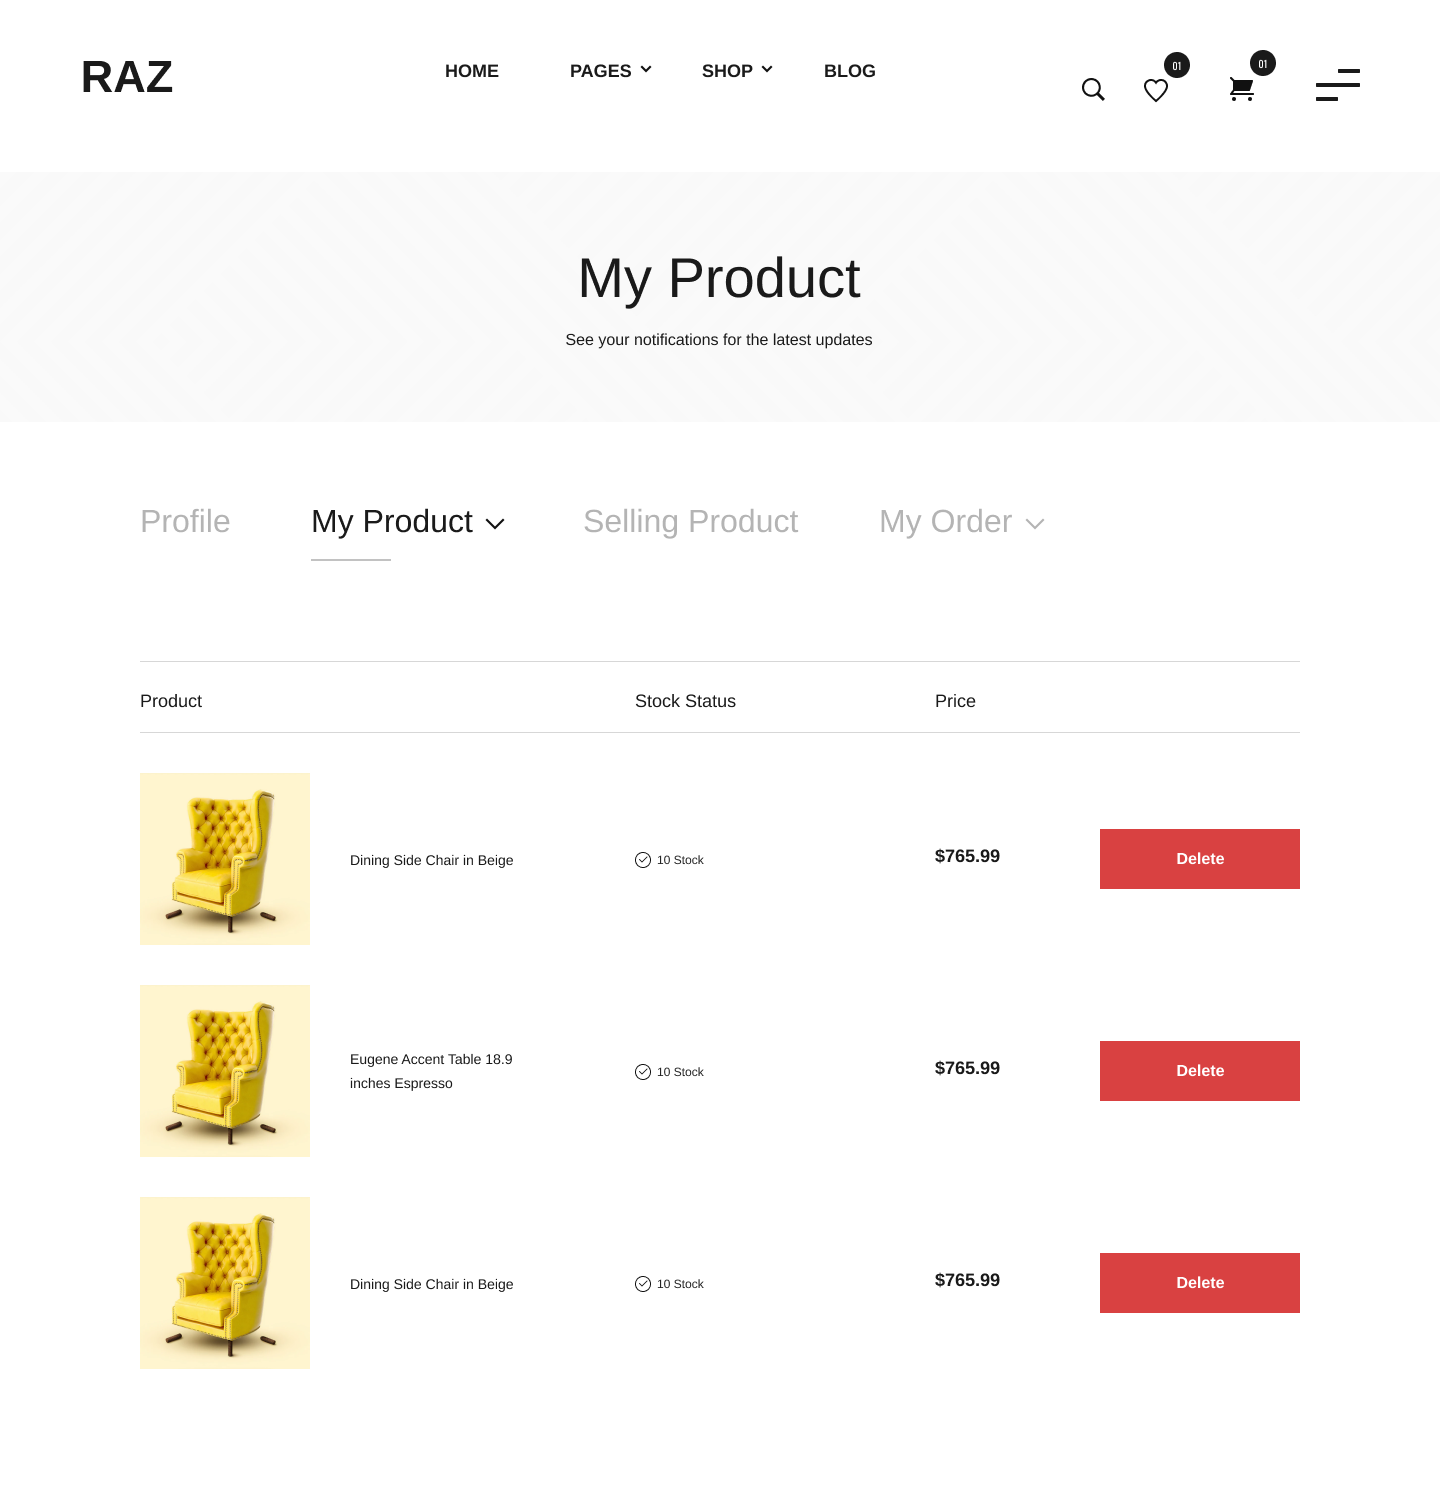 RAZ
HOME PAGES SHOP BLOG
01 01
My Product
See your notifications for the latest updates
Profile My Product Selling Product My Order
Product Stock Status Price
Dining Side Chair in Beige 10 Stock $765.99 Delete
Eugene Accent Table 18.9
inches Espresso
10 Stock $765.99 Delete
Dining Side Chair in Beige 10 Stock $765.99 Delete